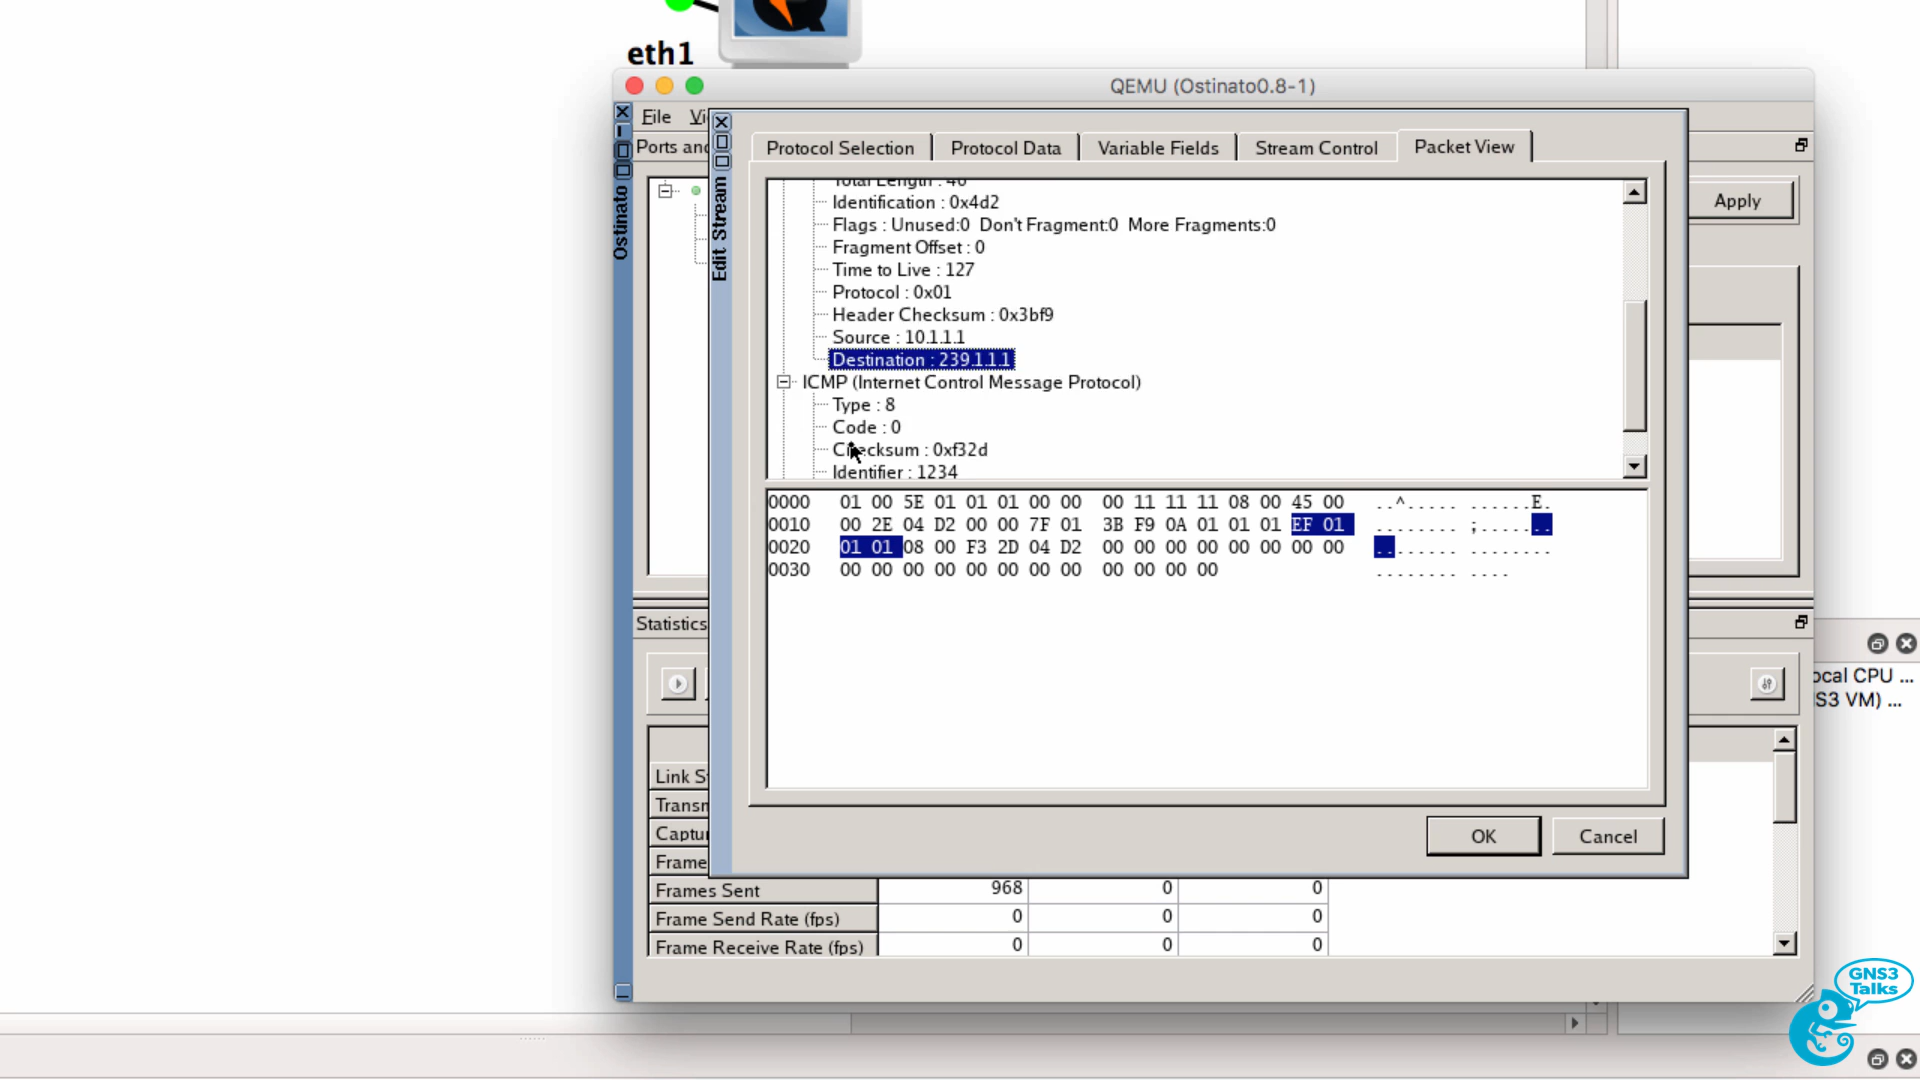 eth1
QEMU (Ostinato0.8-1)
File
Ports and
Ostinato
Edit Stream
Protocol Selection
Protocol Data
Variable Fields
Stream Control
Packet View
Apply
Total Length : 46
Identification : 0x4d2
Flags : Unused:0 Don't Fragment:0 More Fragments:0
Fragment Offset : 0
Time to Live : 127
Protocol : 0x01
Header Checksum : 0x3bf9
Source : 10.1.1.1
Destination : 239.1.1.1
ICMP (Internet Control Message Protocol)
Type : 8
Code : 0
Checksum : 0xf32d
Identifier : 1234
0000 01 00 5E 01 01 01 00 00 00 11 11 11 08 00 45 00 ..^..... ......E.
0010 00 2E 04 D2 00 00 7F 01 3B F9 0A 01 01 01 EF 01 ........ ;.......
0020 01 01 08 00 F3 2D 04 D2 00 00 00 00 00 00 00 00 ........ ........
0030 00 00 00 00 00 00 00 00 00 00 00 00 ........ ....
OK
Cancel
Statistics
Link S
Transm
Captu
Frame
Frames Sent 968 0 0
Frame Send Rate (fps) 0 0 0
Frame Receive Rate (fps) 0 0 0
ocal CPU ...
S3 VM) ...
GNS3
Talks